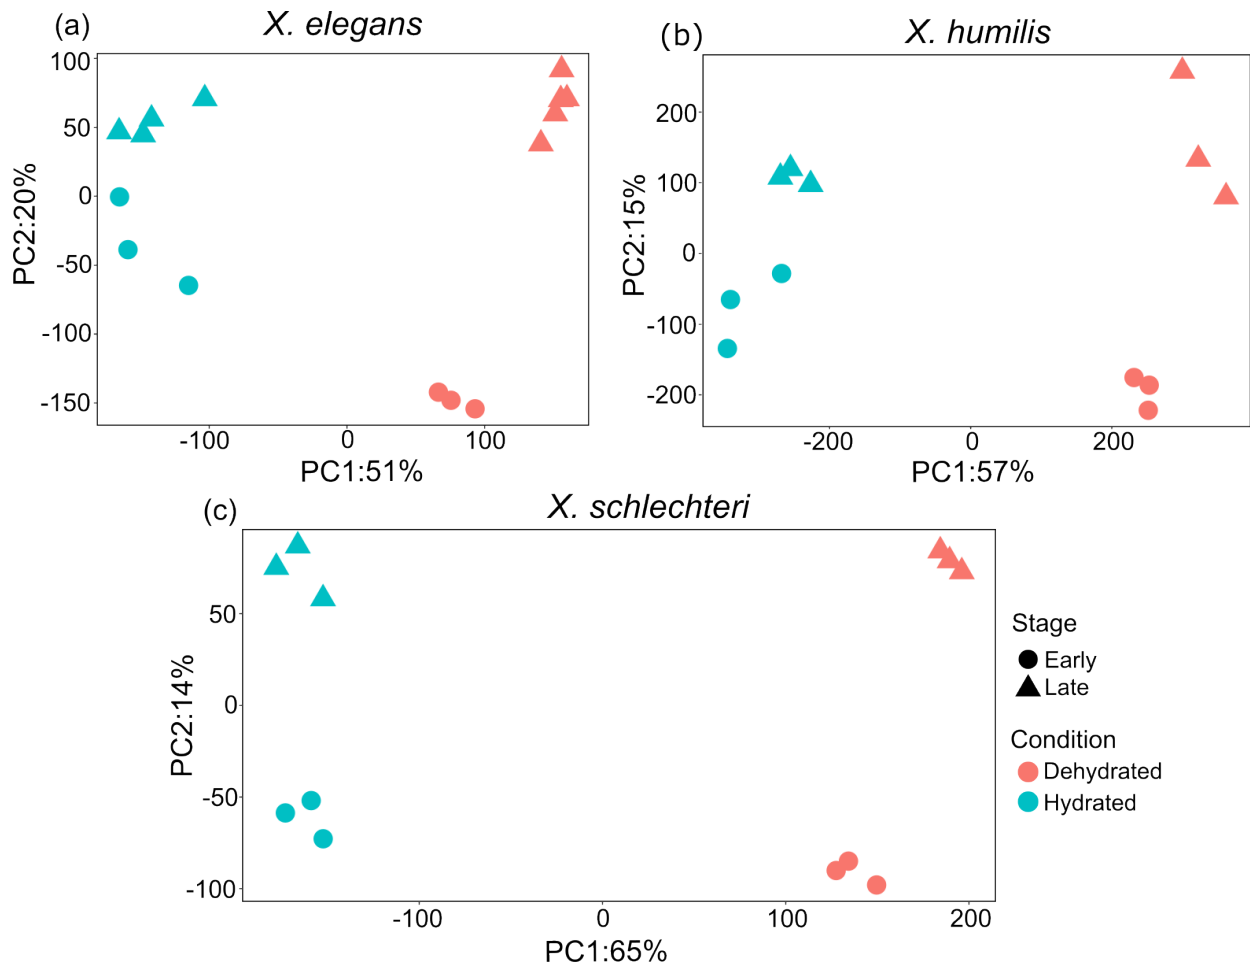 (a)
X. elegans
100
50
0
-50
-100
-150
PC2:20%
-100 0 100
PC1:51%
(b)
X. humilis
200
100
0
-100
-200
PC2:15%
-200 0 200
PC1:57%
(c)
X. schlechteri
50
0
-50
-100
PC2:14%
-100 0 100 200
PC1:65%
Stage
Early
Late
Condition
Dehydrated
Hydrated